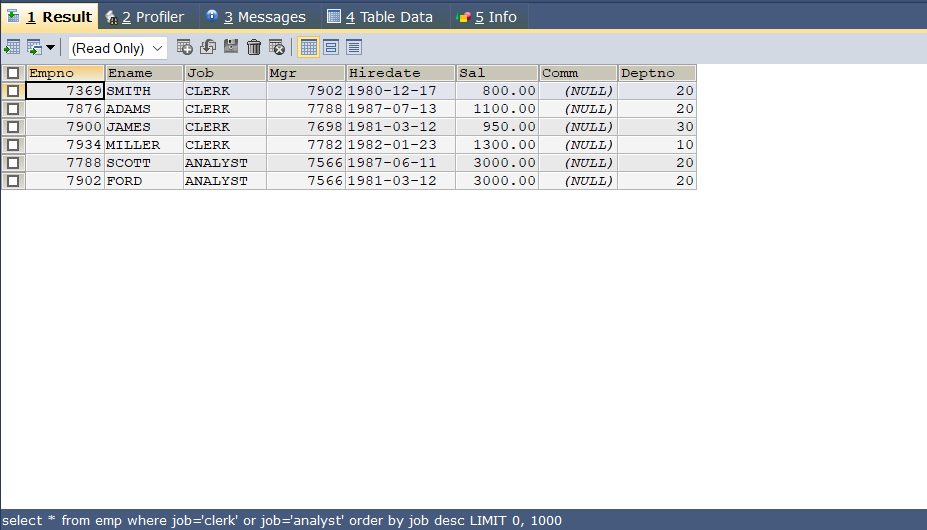 1 Result 2 Profiler 3 Messages 4 Table Data 5 Info
(Read Only)
Empno Ename Job Mgr Hiredate Sal Comm Deptno
7369 SMITH CLERK 7902 1980-12-17 800.00 (NULL) 20
7876 ADAMS CLERK 7788 1987-07-13 1100.00 (NULL) 20
7900 JAMES CLERK 7698 1981-03-12 950.00 (NULL) 30
7934 MILLER CLERK 7782 1982-01-23 1300.00 (NULL) 10
7788 SCOTT ANALYST 7566 1987-06-11 3000.00 (NULL) 20
7902 FORD ANALYST 7566 1981-03-12 3000.00 (NULL) 20
select * from emp where job='clerk' or job='analyst' order by job desc LIMIT 0, 1000